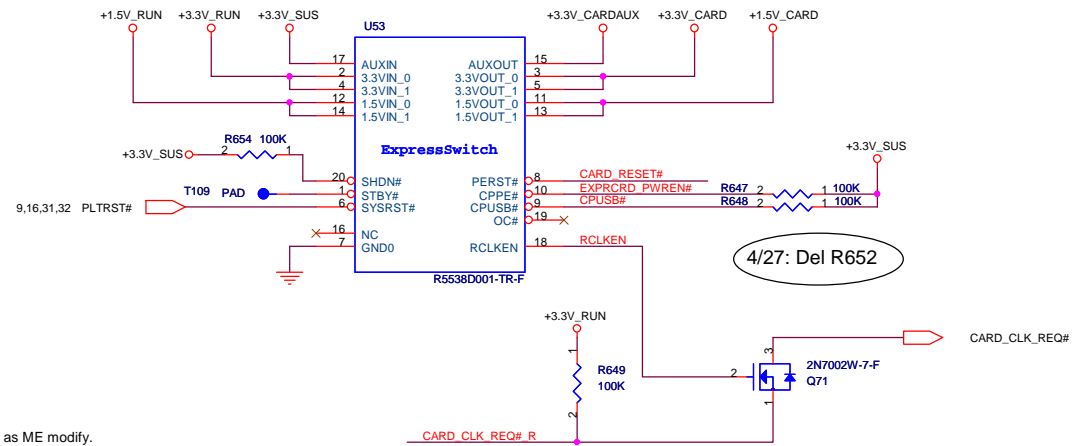 +1.5V_RUN +3.3V_RUN +3.3V_SUS +3.3V_CARDAUX +3.3V_CARD +1.5V_CARD
U53
17 AUXIN AUXOUT 15
2 3.3VIN_0 3.3VOUT_0 3
4 3.3VIN_1 3.3VOUT_1 5
12 1.5VIN_0 1.5VOUT_0 11
14 1.5VIN_1 1.5VOUT_1 13
R654 100K
ExpressSwitch
+3.3V_SUS 2 1
+3.3V_SUS
20 SHDN# PERST# 8 CARD_RESET#
T109 PAD 1 STBY# CPPE# 10 EXPRCRD_PWREN# R647 2 1 100K
9,16,31,32 PLTRST# 6 SYSRST# CPUSB# 9 CPUSB# R648 2 1 100K
OC# 19
16 NC
7 GND0 RCLKEN 18 RCLKEN
4/27: Del R652
R5538D001-TR-F
+3.3V_RUN
CARD_CLK_REQ#
1 3
R649 2 2N7002W-7-F
100K Q71
2 1
as ME modify.
CARD_CLK_REQ#_R